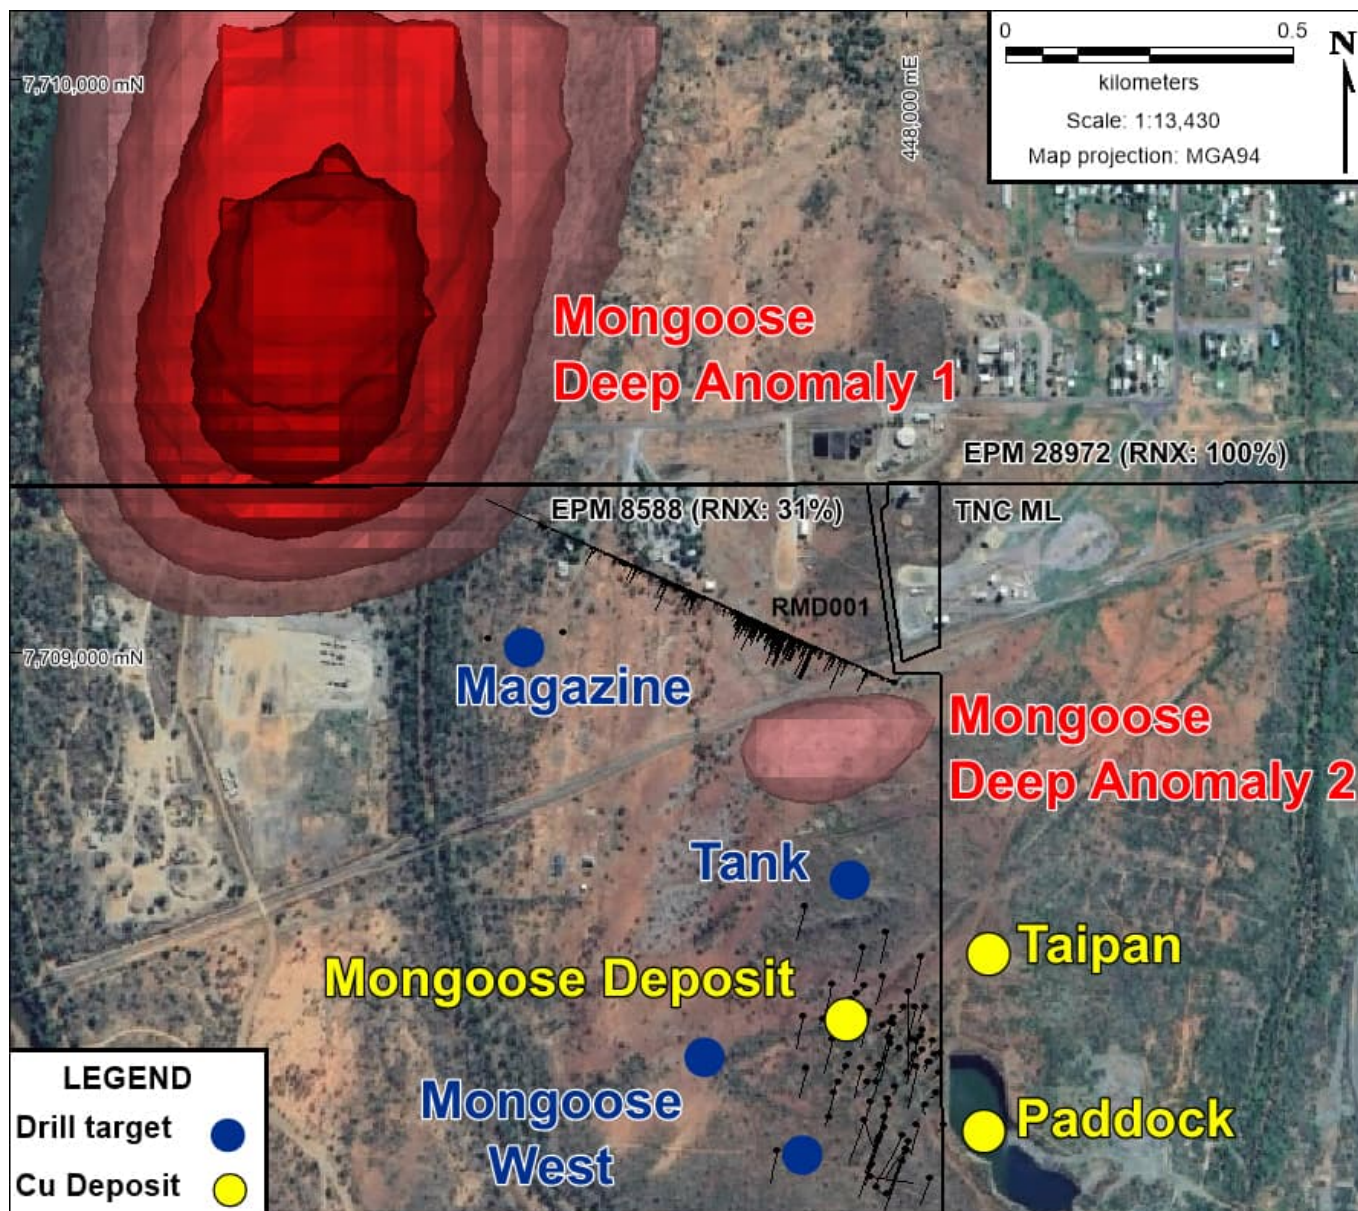 0 0.5
kilometers
Scale: 1:13,430
Map projection: MGA94
N
7,710,000 mN
448,000 mE
Mongoose
Deep Anomaly 1
EPM 28972 (RNX: 100%)
EPM 8588 (RNX: 31%)
TNC ML
RMD001
7,709,000 mN
Magazine
Mongoose
Deep Anomaly 2
Tank
Taipan
Mongoose Deposit
Mongoose
West
Paddock
LEGEND
Drill target
Cu Deposit